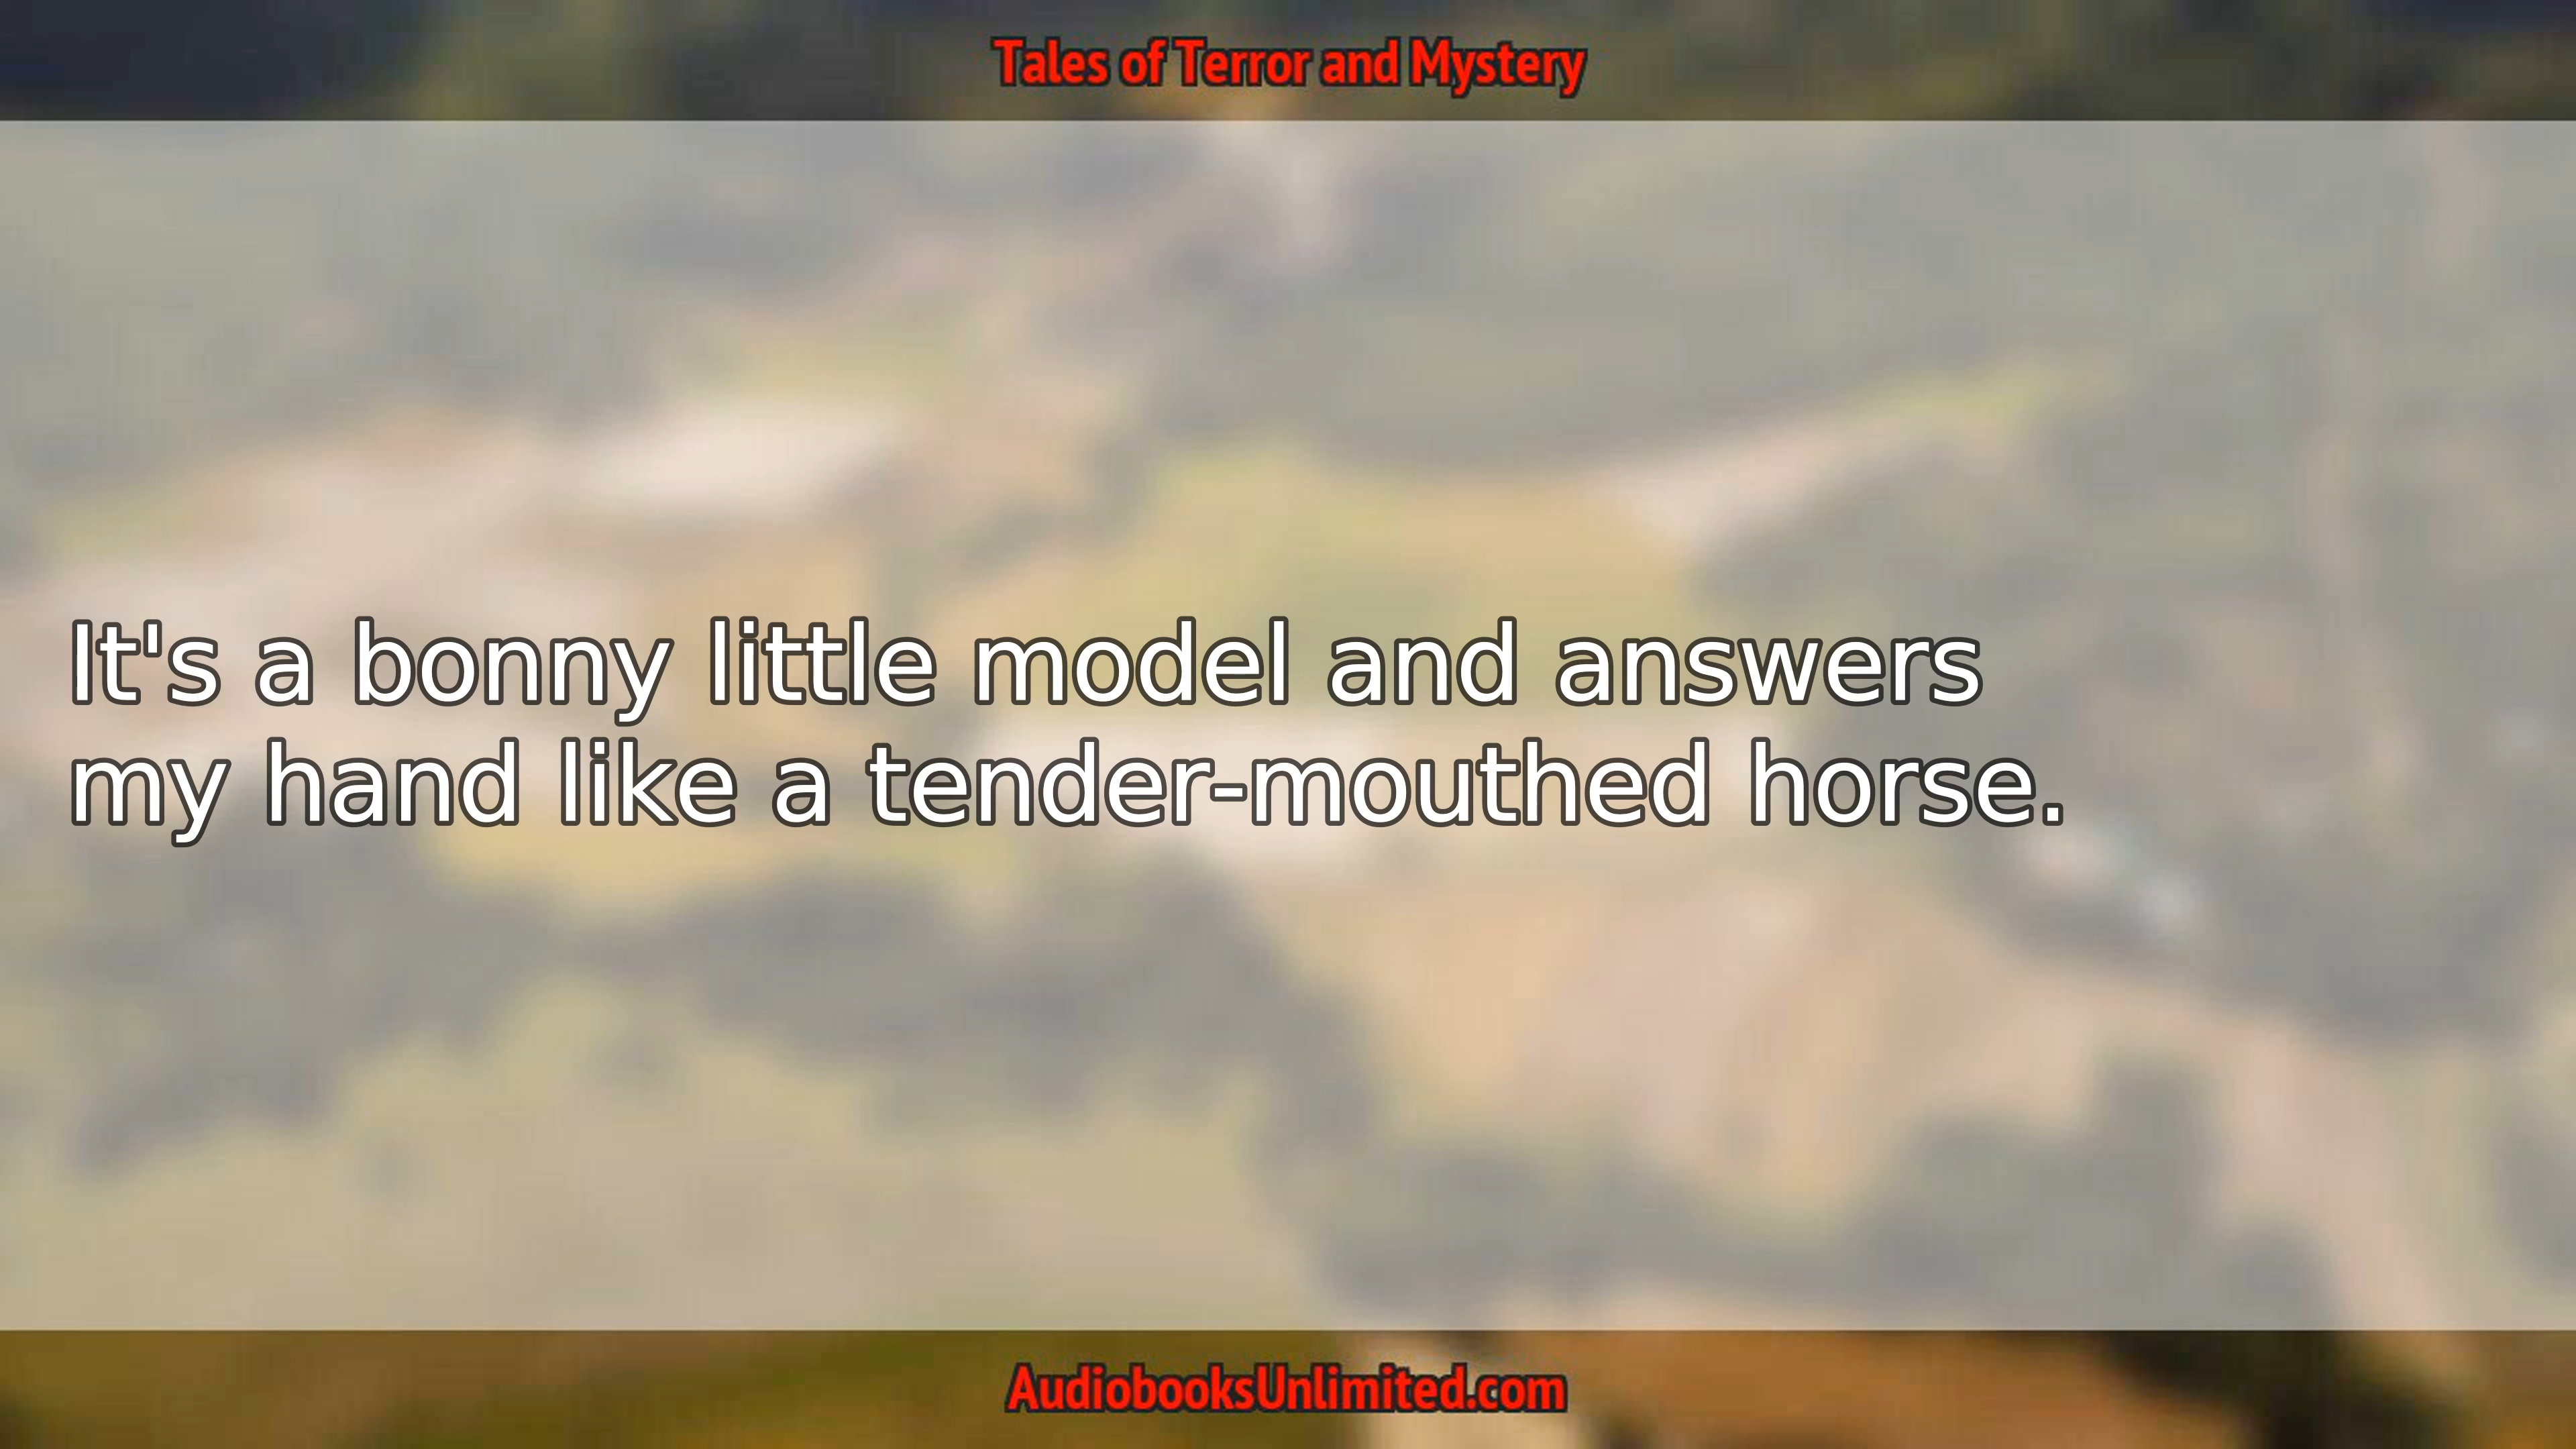 Tales of Terror and Mystery
It's a bonny little model and answers
my hand like a tender-mouthed horse.
AudiobooksUnlimited.com